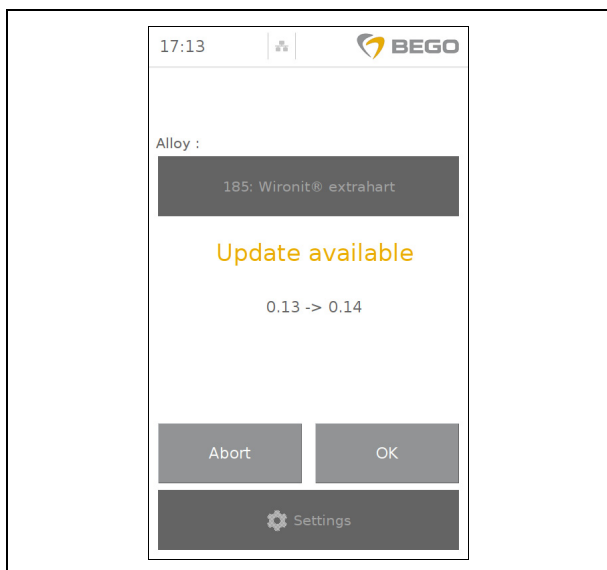 17:13
BEGO
Alloy :
185: Wironit® extrahart
Update available
0.13 -> 0.14
Abort
OK
Settings